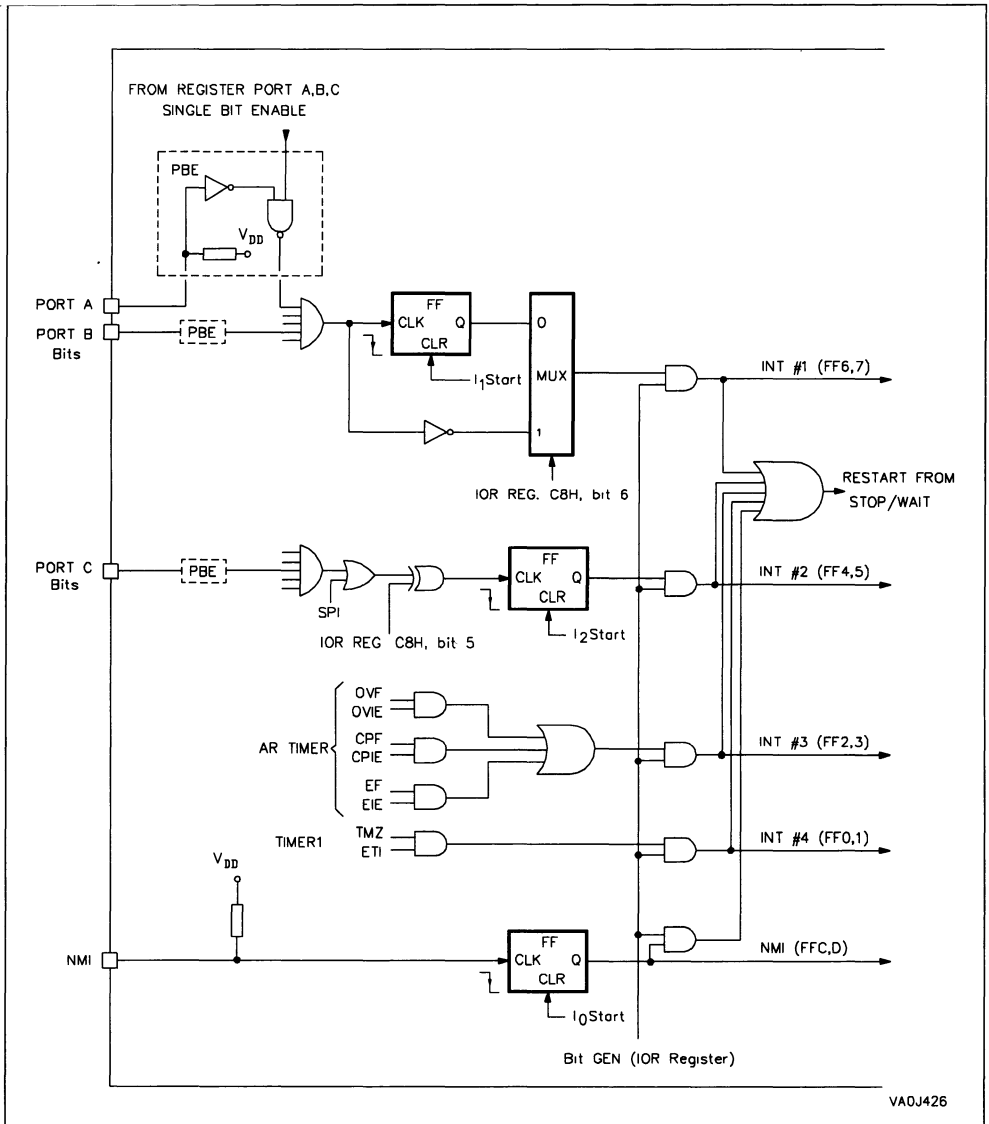 FROM REGISTER PORT A,B,C
SINGLE BIT ENABLE
PBE
VDD
PORT A
PORT B
Bits
PBE
FF
CLK Q
CLR
I1Start
0
MUX
1
IOR REG. C8H, bit 6
INT #1 (FF6,7)
RESTART FROM
STOP/WAIT
PORT C
Bits
PBE
SPI
IOR REG C8H, bit 5
FF
CLK Q
CLR
I2Start
INT #2 (FF4,5)
AR TIMER
OVF
OVIE
CPF
CPIE
EF
EIE
INT #3 (FF2,3)
TIMER1
TMZ
ETI
INT #4 (FF0,1)
VDD
NMI
FF
CLK Q
CLR
I0Start
NMI (FFC,D)
Bit GEN (IOR Register)
VA0J426